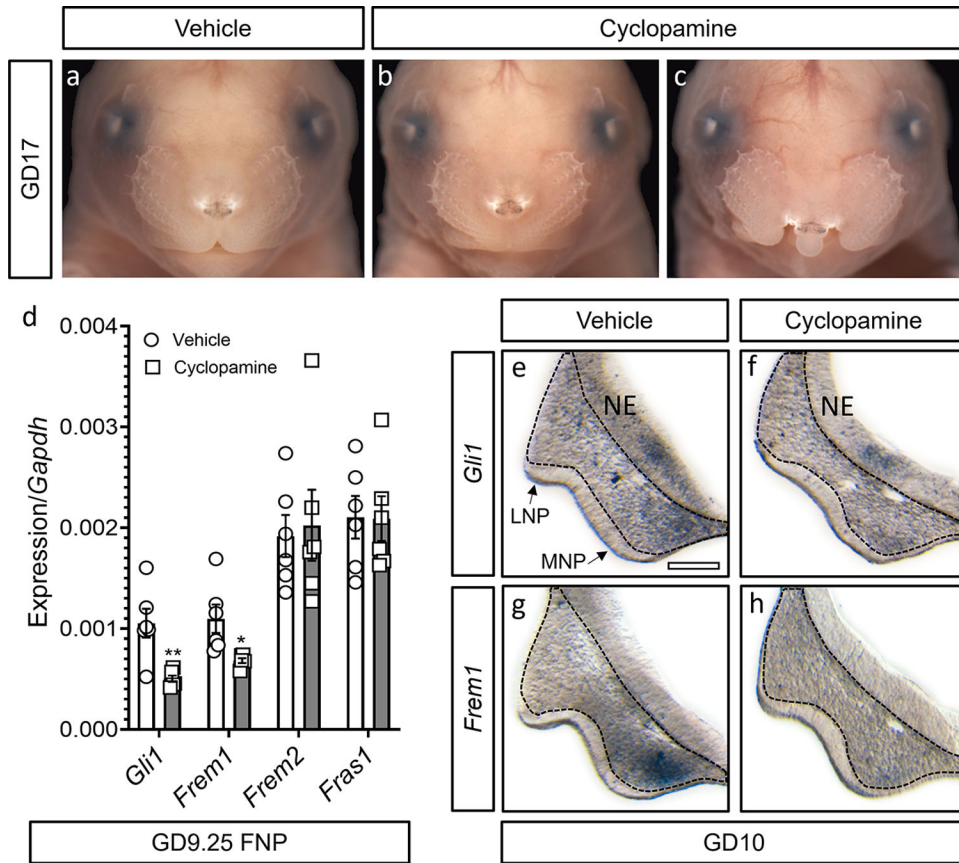 Vehicle Cyclopamine
GD17
a b c
d
0.004
0.003
0.002
0.001
0.000
Expression/Gapdh
Vehicle
Cyclopamine
** *
Gli1 Frem1 Frem2 Fras1
GD9.25 FNP
Vehicle Cyclopamine
Gli1
e NE LNP MNP
f NE
Frem1
g h
GD10